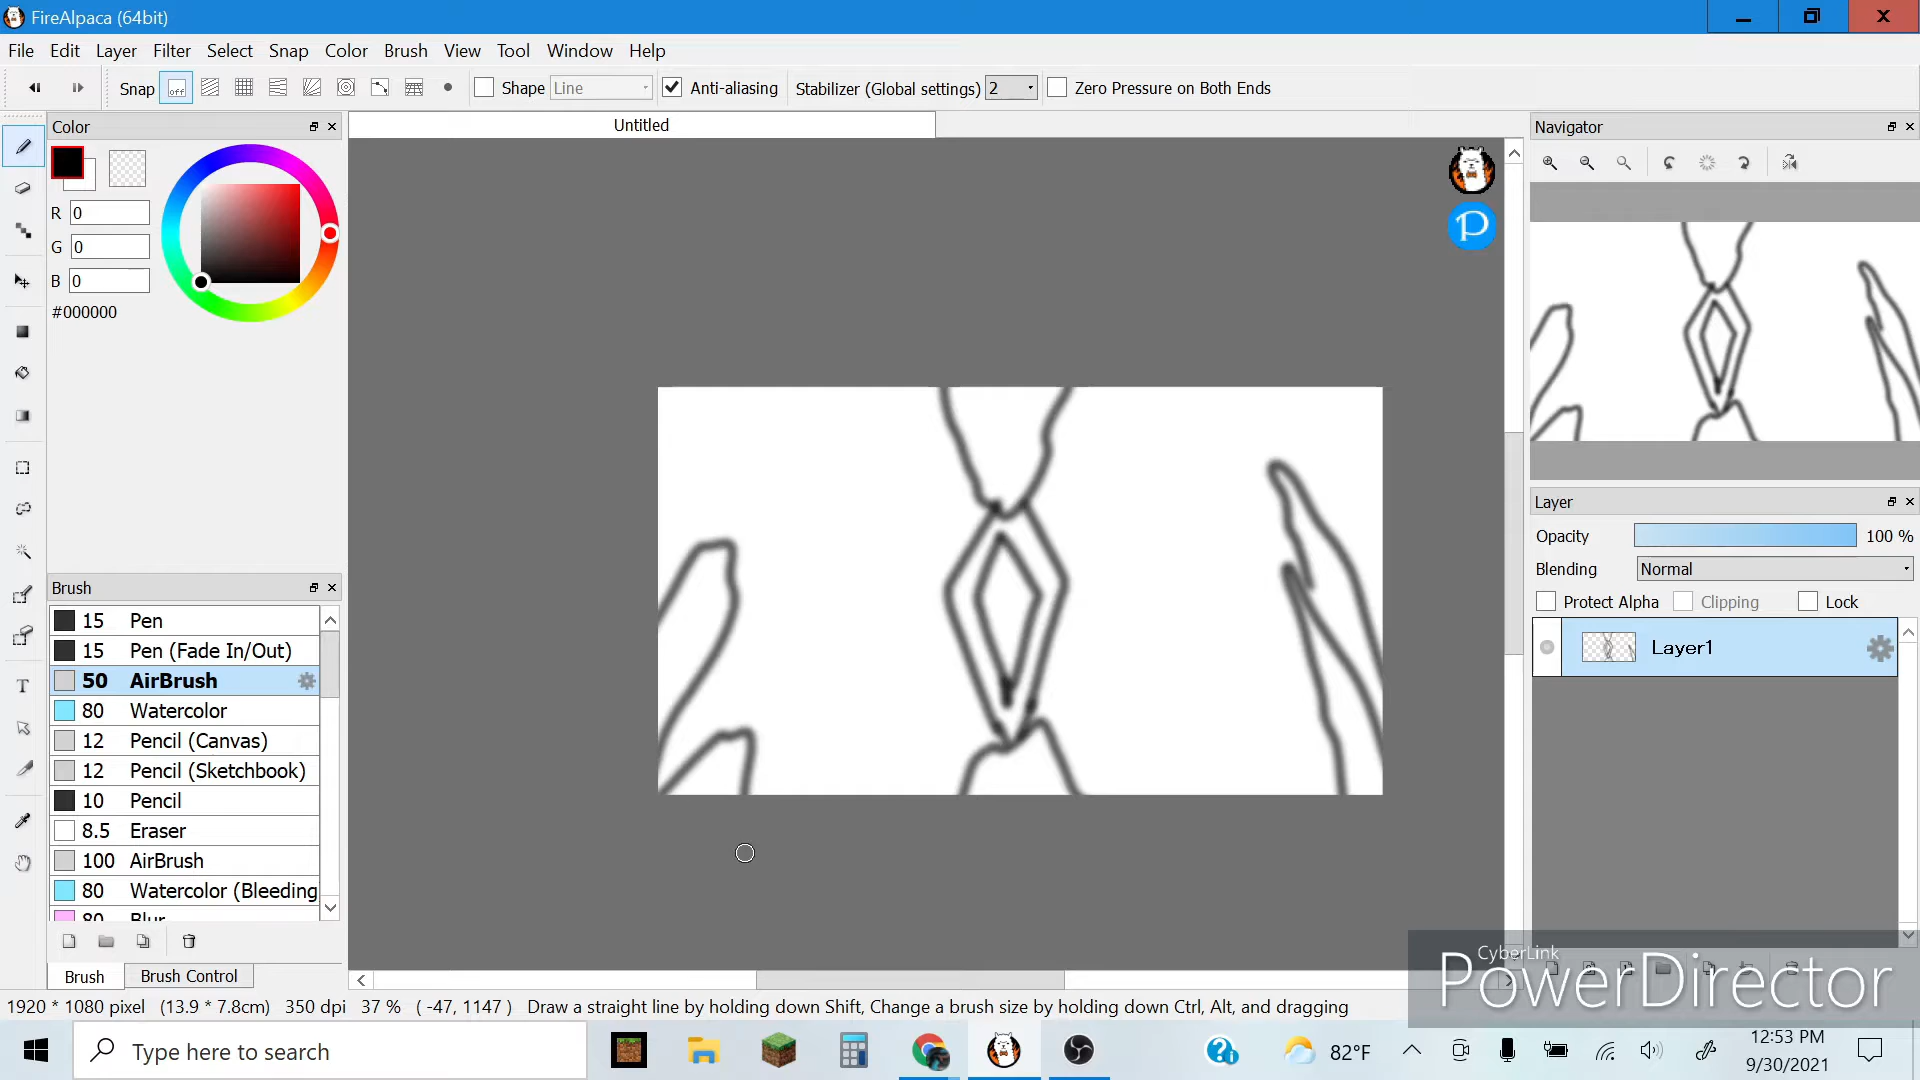 FireAlpaca (64bit)
File Edit Layer Filter Select Snap Color Brush View Tool Window Help
Snap off Shape Line Anti-aliasing Stabilizer (Global settings) 2 Zero Pressure on Both Ends
Color
Untitled
Navigator
R 0
G 0
B 0
#000000
P
Layer
Opacity 100 %
Blending Normal
Protect Alpha Clipping Lock
Layer1
Brush
15 Pen
15 Pen (Fade In/Out)
50 AirBrush
80 Watercolor
12 Pencil (Canvas)
12 Pencil (Sketchbook)
10 Pencil
8.5 Eraser
100 AirBrush
80 Watercolor (Bleeding
80 Blur
T
Brush Brush Control
CyberLink
PowerDirector
1920 * 1080 pixel (13.9 * 7.8cm) 350 dpi 37 % ( -47, 1147 ) Draw a straight line by holding down Shift, Change a brush size by holding down Ctrl, Alt, and dragging
Type here to search
82°F
12:53 PM
9/30/2021